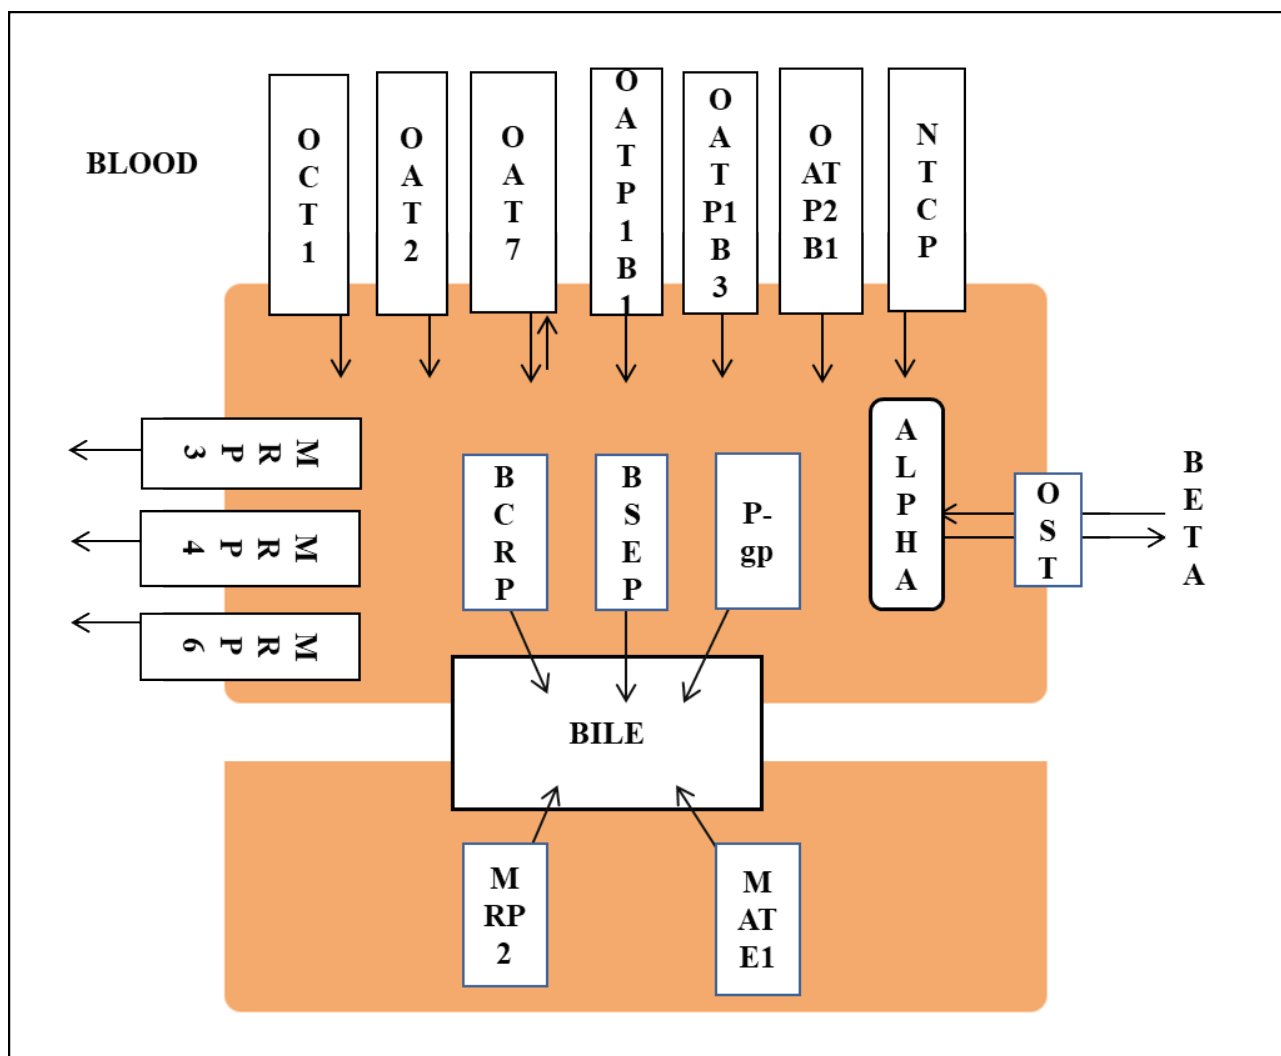 BLOOD
OCT1
OAT2
OAT7
OATP1B1
OATP1B3
OATP2B1
NTCP
MRP3
MRP4
MRP6
BCRP
BSEP
P-gp
ALPHA
OST
BETA
BILE
MRP2
MATE1